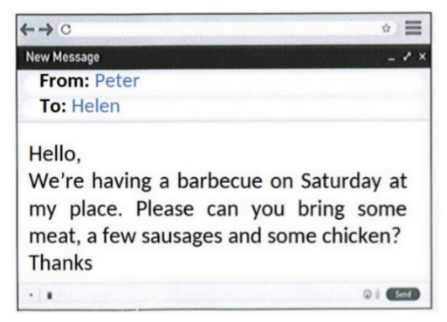 New Message
From: Peter
To: Helen
Hello,
We're having a barbecue on Saturday at
my place. Please can you bring some
meat, a few sausages and some chicken?
Thanks
Send